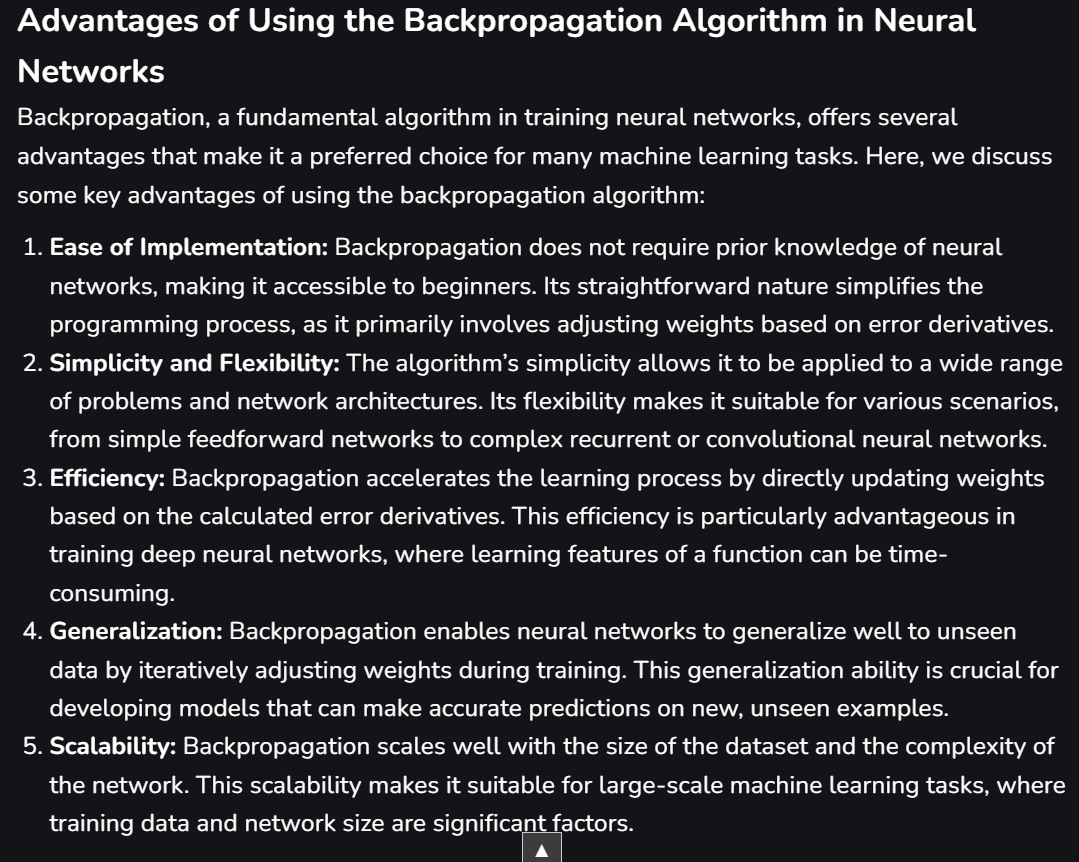 Advantages of Using the Backpropagation Algorithm in Neural
Networks
Backpropagation, a fundamental algorithm in training neural networks, offers several
advantages that make it a preferred choice for many machine learning tasks. Here, we discuss
some key advantages of using the backpropagation algorithm:
1. Ease of Implementation: Backpropagation does not require prior knowledge of neural
networks, making it accessible to beginners. Its straightforward nature simplifies the
programming process, as it primarily involves adjusting weights based on error derivatives.
2. Simplicity and Flexibility: The algorithm’s simplicity allows it to be applied to a wide range
of problems and network architectures. Its flexibility makes it suitable for various scenarios,
from simple feedforward networks to complex recurrent or convolutional neural networks.
3. Efficiency: Backpropagation accelerates the learning process by directly updating weights
based on the calculated error derivatives. This efficiency is particularly advantageous in
training deep neural networks, where learning features of a function can be time-
consuming.
4. Generalization: Backpropagation enables neural networks to generalize well to unseen
data by iteratively adjusting weights during training. This generalization ability is crucial for
developing models that can make accurate predictions on new, unseen examples.
5. Scalability: Backpropagation scales well with the size of the dataset and the complexity of
the network. This scalability makes it suitable for large-scale machine learning tasks, where
training data and network size are significant factors.